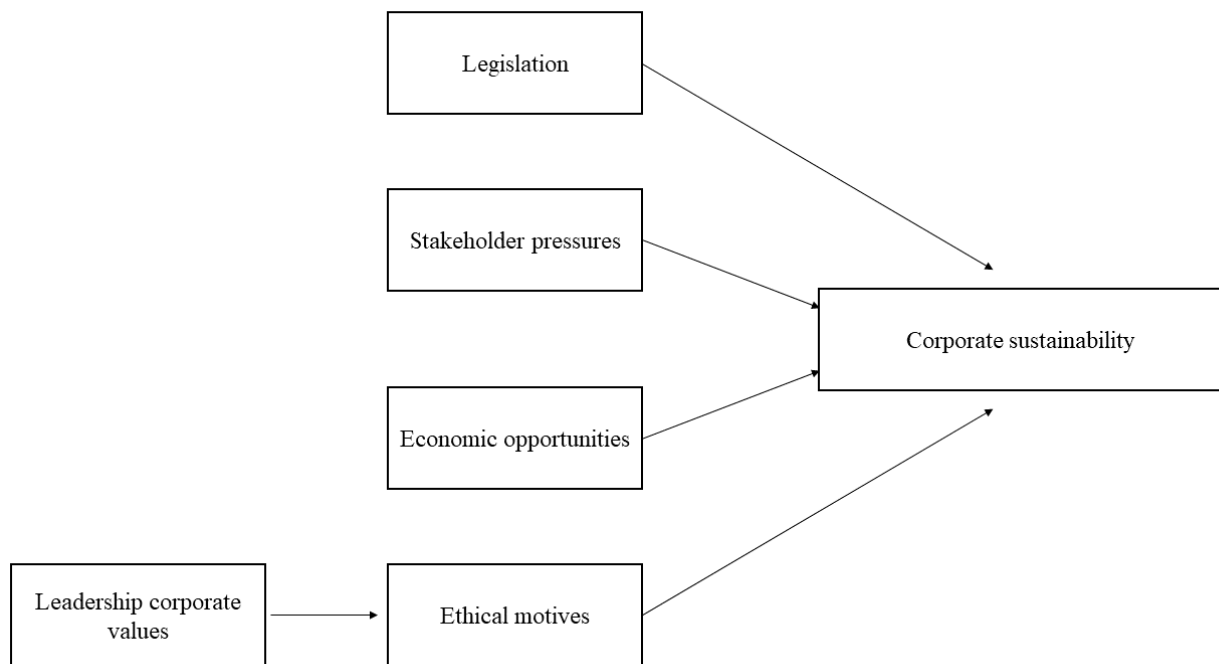 Legislation
Stakeholder pressures
Corporate sustainability
Economic opportunities
Leadership corporate
values
Ethical motives